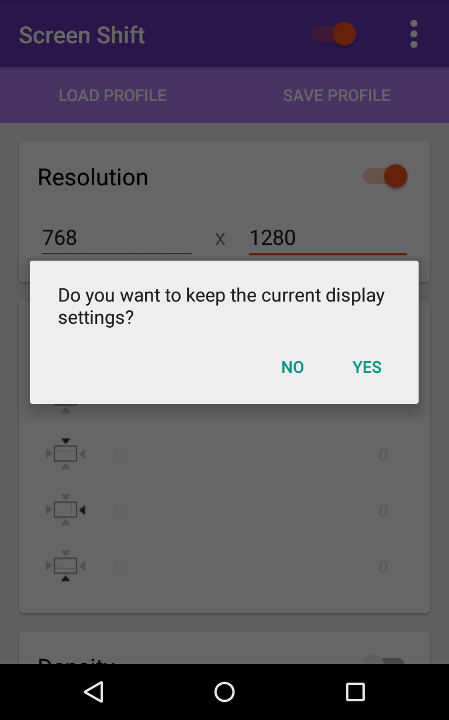 Screen Shift
LOAD PROFILE SAVE PROFILE
Resolution
768 x 1280
Do you want to keep the current display
settings?
NO YES
0
0
0
Density